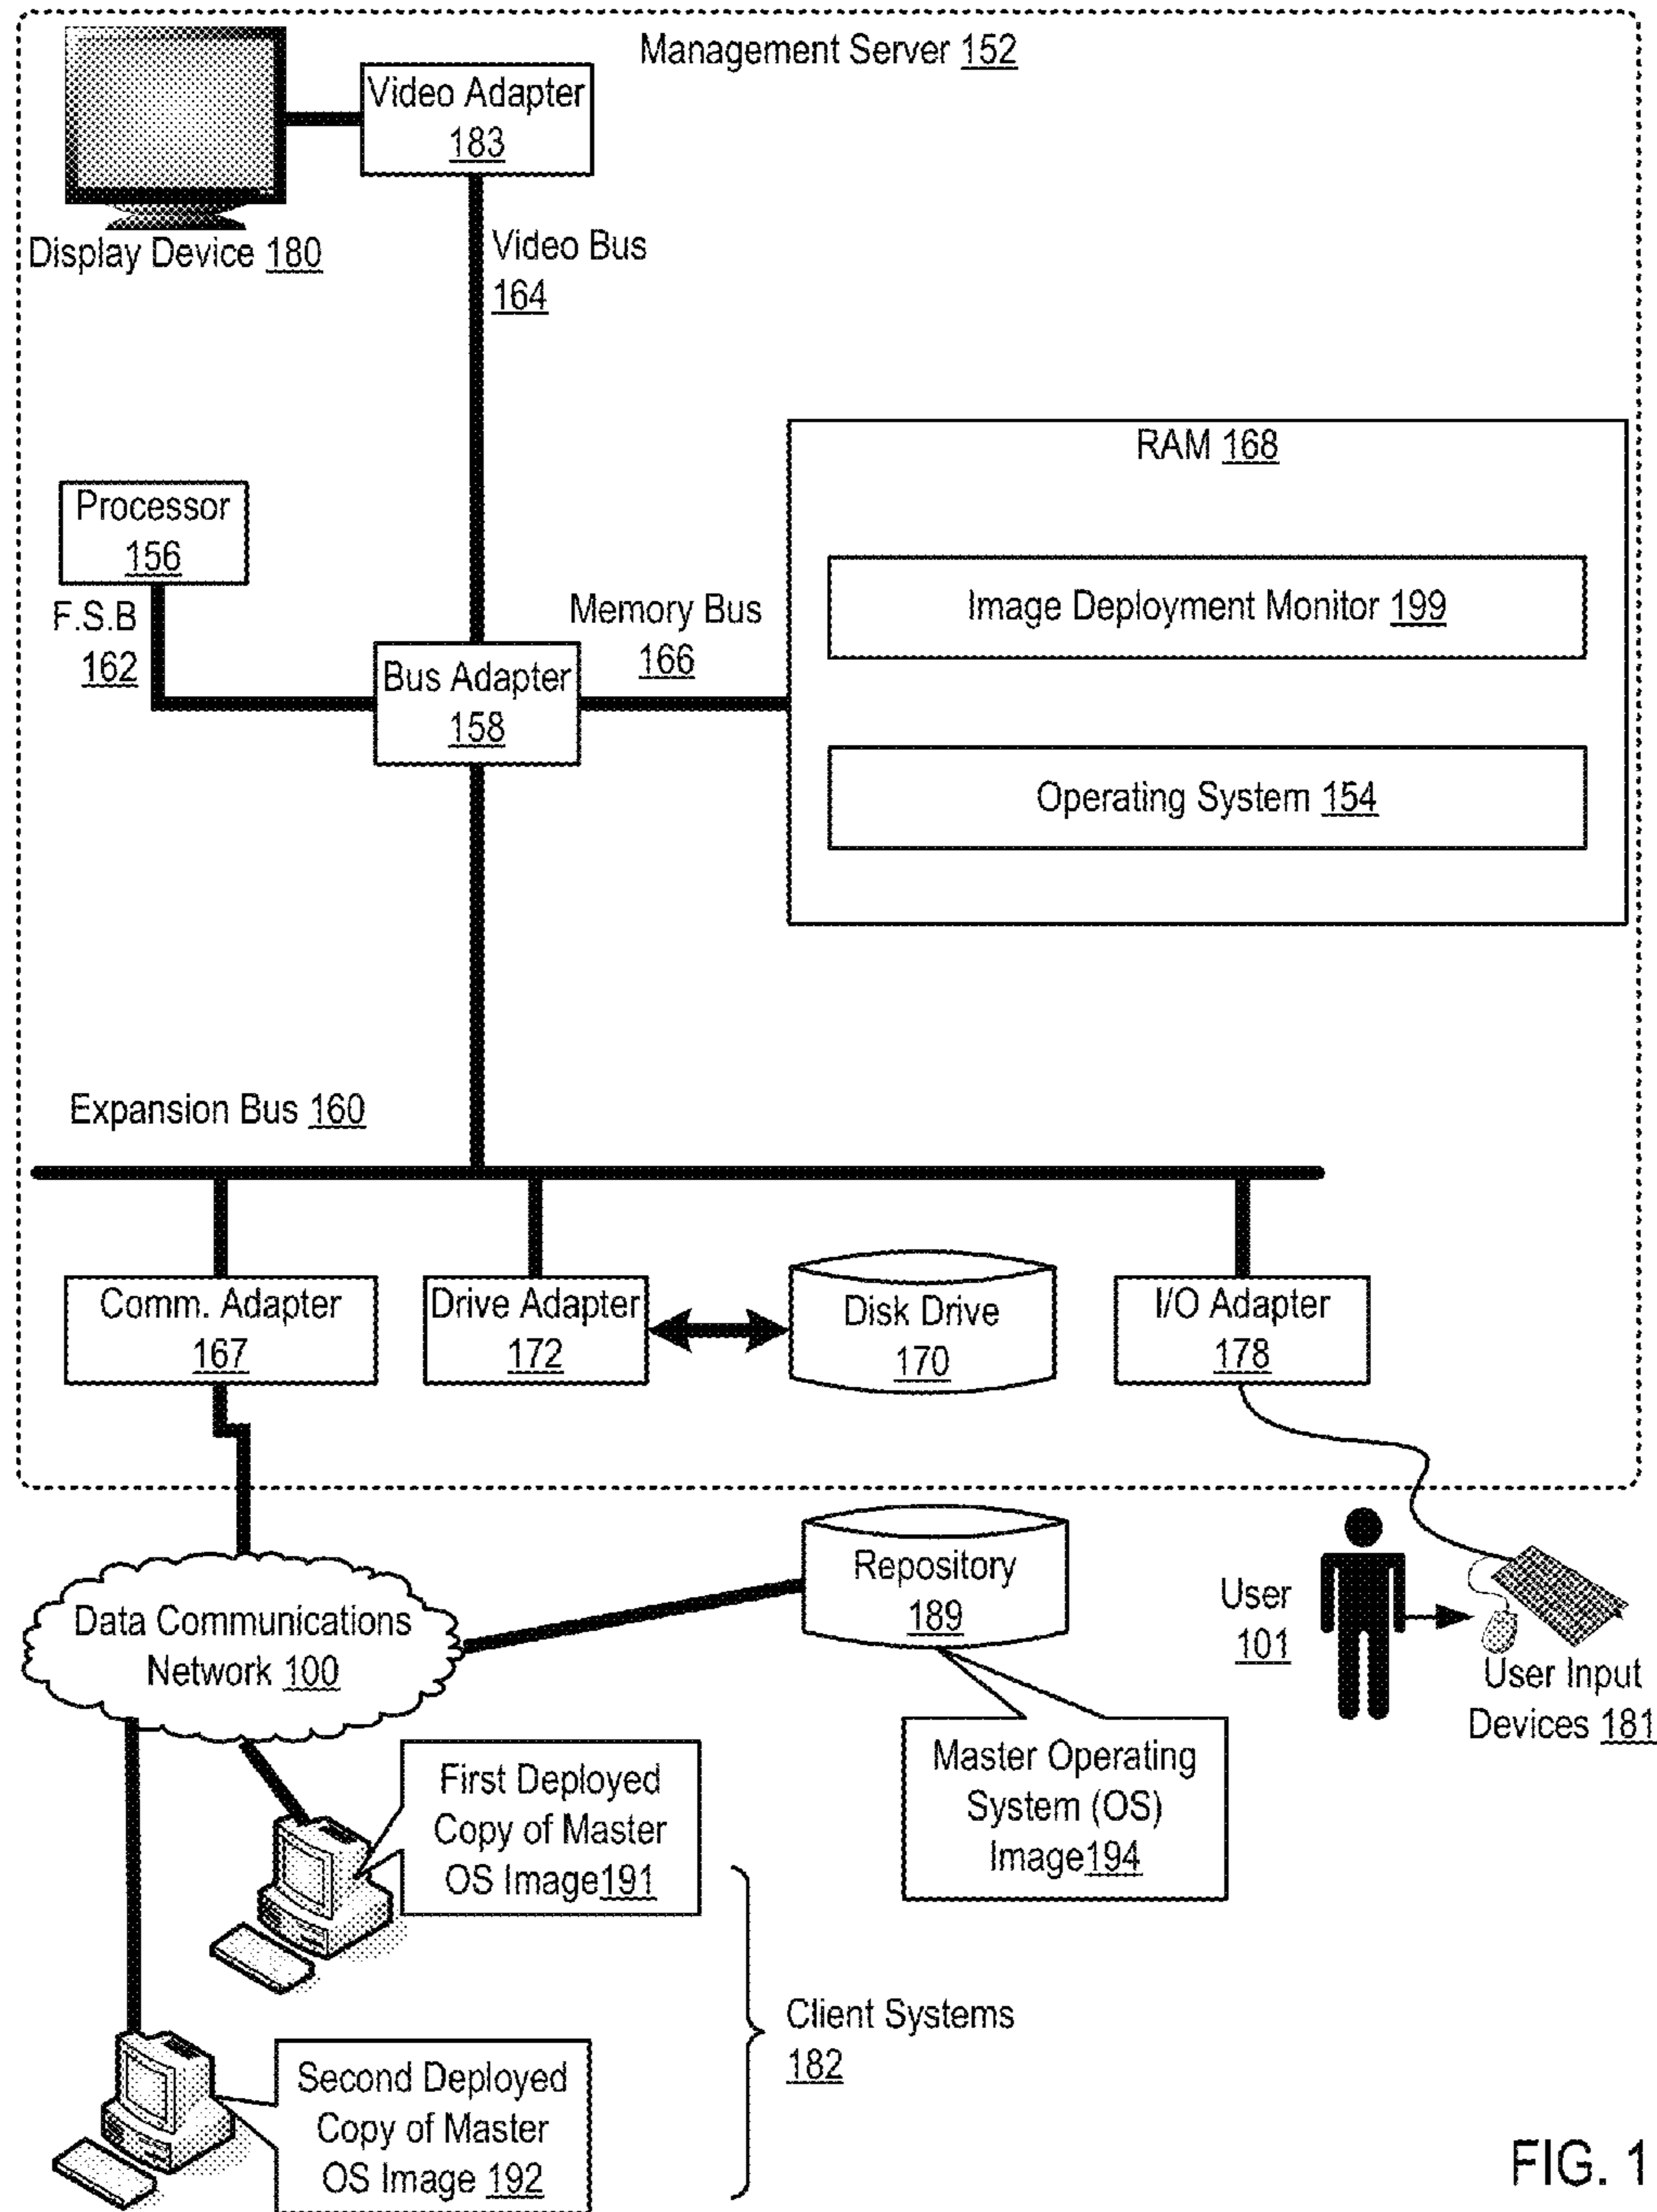 Management Server 152
Video Adapter
183
Display Device 180
Video Bus
164
RAM 168
Processor
156
Image Deployment Monitor 199
F.S.B
162
Memory Bus
166
Bus Adapter
158
Operating System 154
Expansion Bus 160
Comm. Adapter
167
Drive Adapter
172
Disk Drive
170
I/O Adapter
178
Data Communications
Network 100
Repository
189
User
101
User Input
Devices 181
First Deployed
Copy of Master
OS Image191
Master Operating
System (OS)
Image194
Client Systems
182
Second Deployed
Copy of Master
OS Image 192
FIG. 1